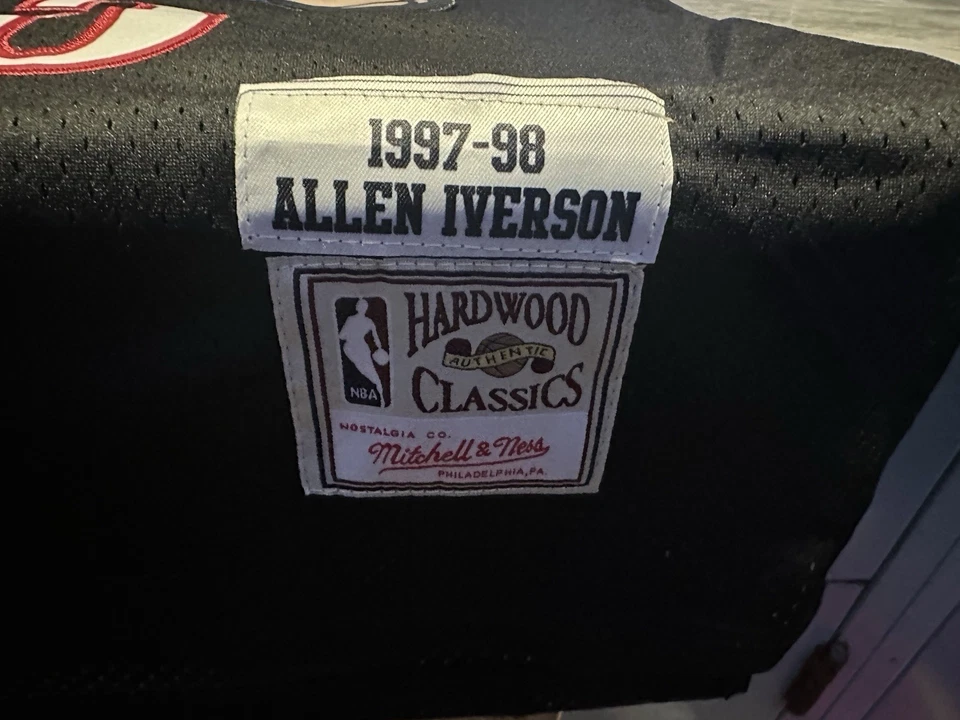 1997-98
ALLEN IVERSON
HARDWOOD
AUTHENTIC
CLASSICS
NBA
NOSTALGIA CO.
Mitchell & Ness
PHILADELPHIA, PA.